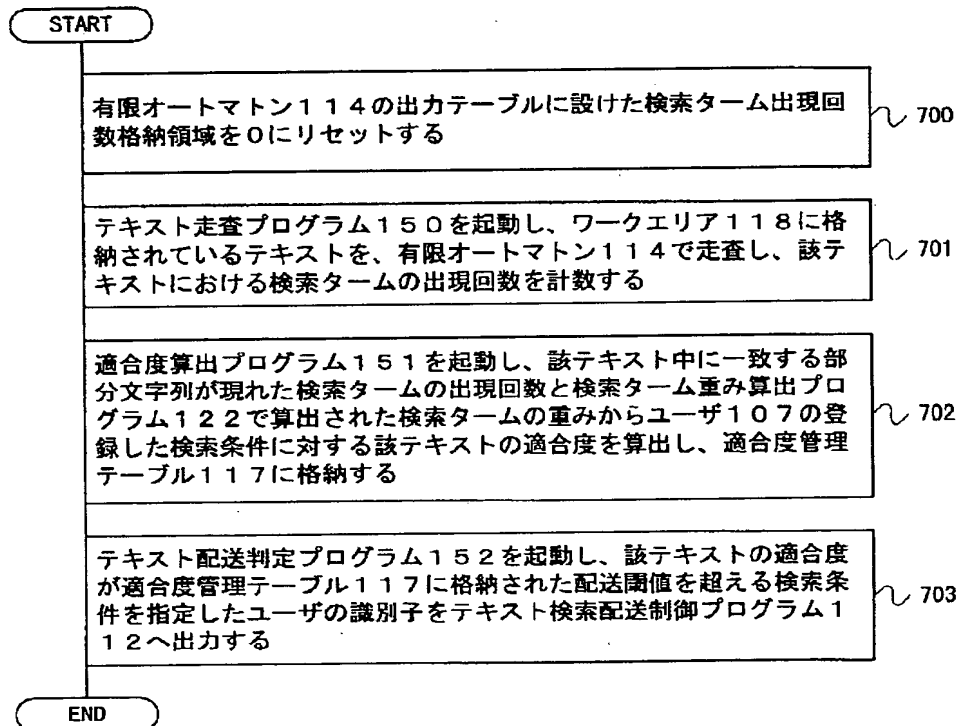 START
有限オートマトン１１４の出力テーブルに設けた検索ターム出現回
数格納領域を０にリセットする
700
テキスト走査プログラム１５０を起動し、ワークエリア１１８に格
納されているテキストを、有限オートマトン１１４で走査し、該テ
キストにおける検索タームの出現回数を計数する
701
適合度算出プログラム１５１を起動し、該テキスト中に一致する部
分文字列が現れた検索タームの出現回数と検索ターム重み算出プロ
グラム１２２で算出された検索タームの重みからユーザ１０７の登
録した検索条件に対する該テキストの適合度を算出し、適合度管理
テーブル１１７に格納する
702
テキスト配送判定プログラム１５２を起動し、該テキストの適合度
が適合度管理テーブル１１７に格納された配送閾値を超える検索条
件を指定したユーザの識別子をテキスト検索配送制御プログラム１
１２へ出力する
703
END